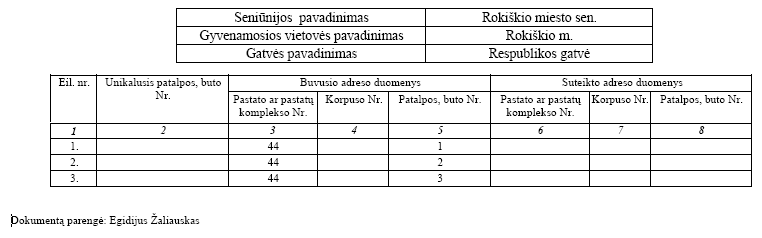 Seniūnijos pavadinimas Rokiškio miesto sen.
Gyvenamosios vietovės pavadinimas Rokiškio m.
Gatvės pavadinimas Respublikos gatvė
Eil. nr. Unikalusis patalpos, buto Nr. Buvusio adreso duomenys Suteikto adreso duomenys
Pastato ar pastatų komplekso Nr. Korpuso Nr. Patalpos, buto Nr. Pastato ar pastatų komplekso Nr. Korpuso Nr. Patalpos, buto Nr.
1 2 3 4 5 6 7 8
1. 44 1
2. 44 2
3. 44 3
Dokumentą parengė: Egidijus Žaliauskas